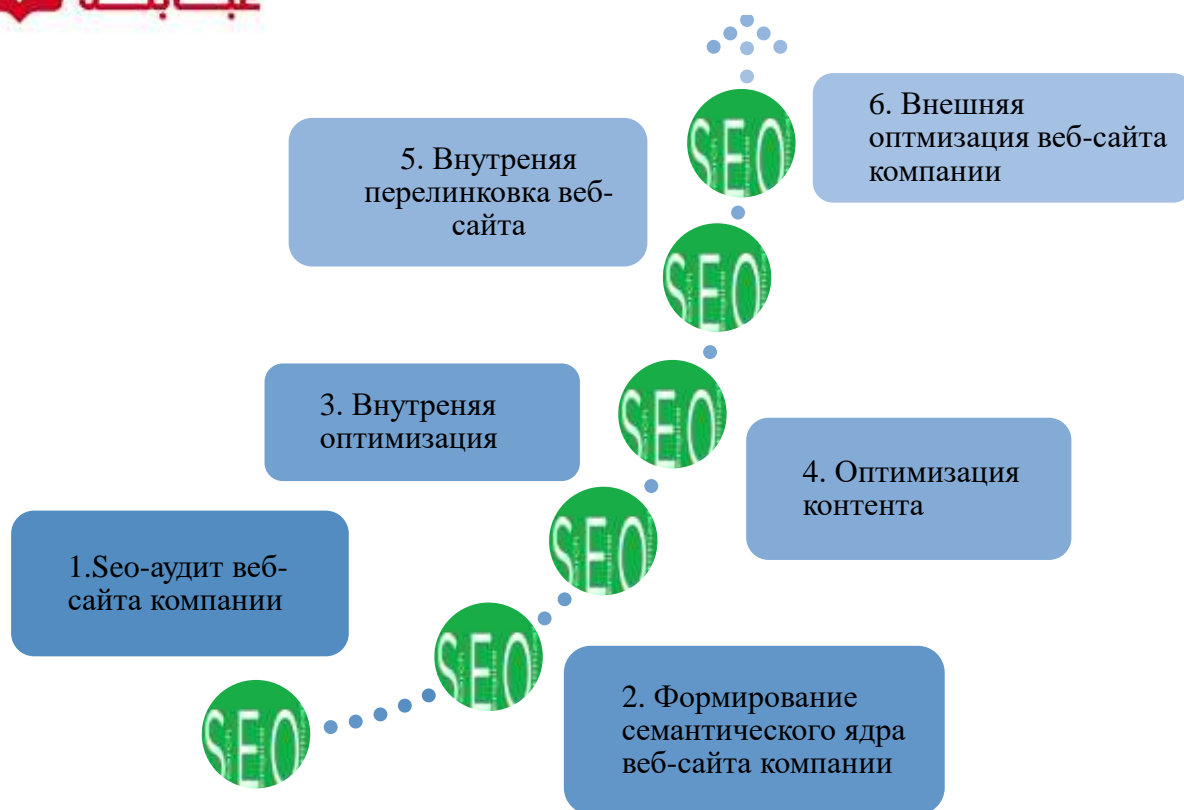 1.Seo-аудит веб-
сайта компании
2. Формирование
семантического ядра
веб-сайта компании
3. Внутреняя
оптимизация
4. Оптимизация
контента
5. Внутреняя
перелинковка веб-
сайта
6. Внешняя
оптмизация веб-сайта
компании
SEO
SEO
SEO
SEO
SEO
SEO